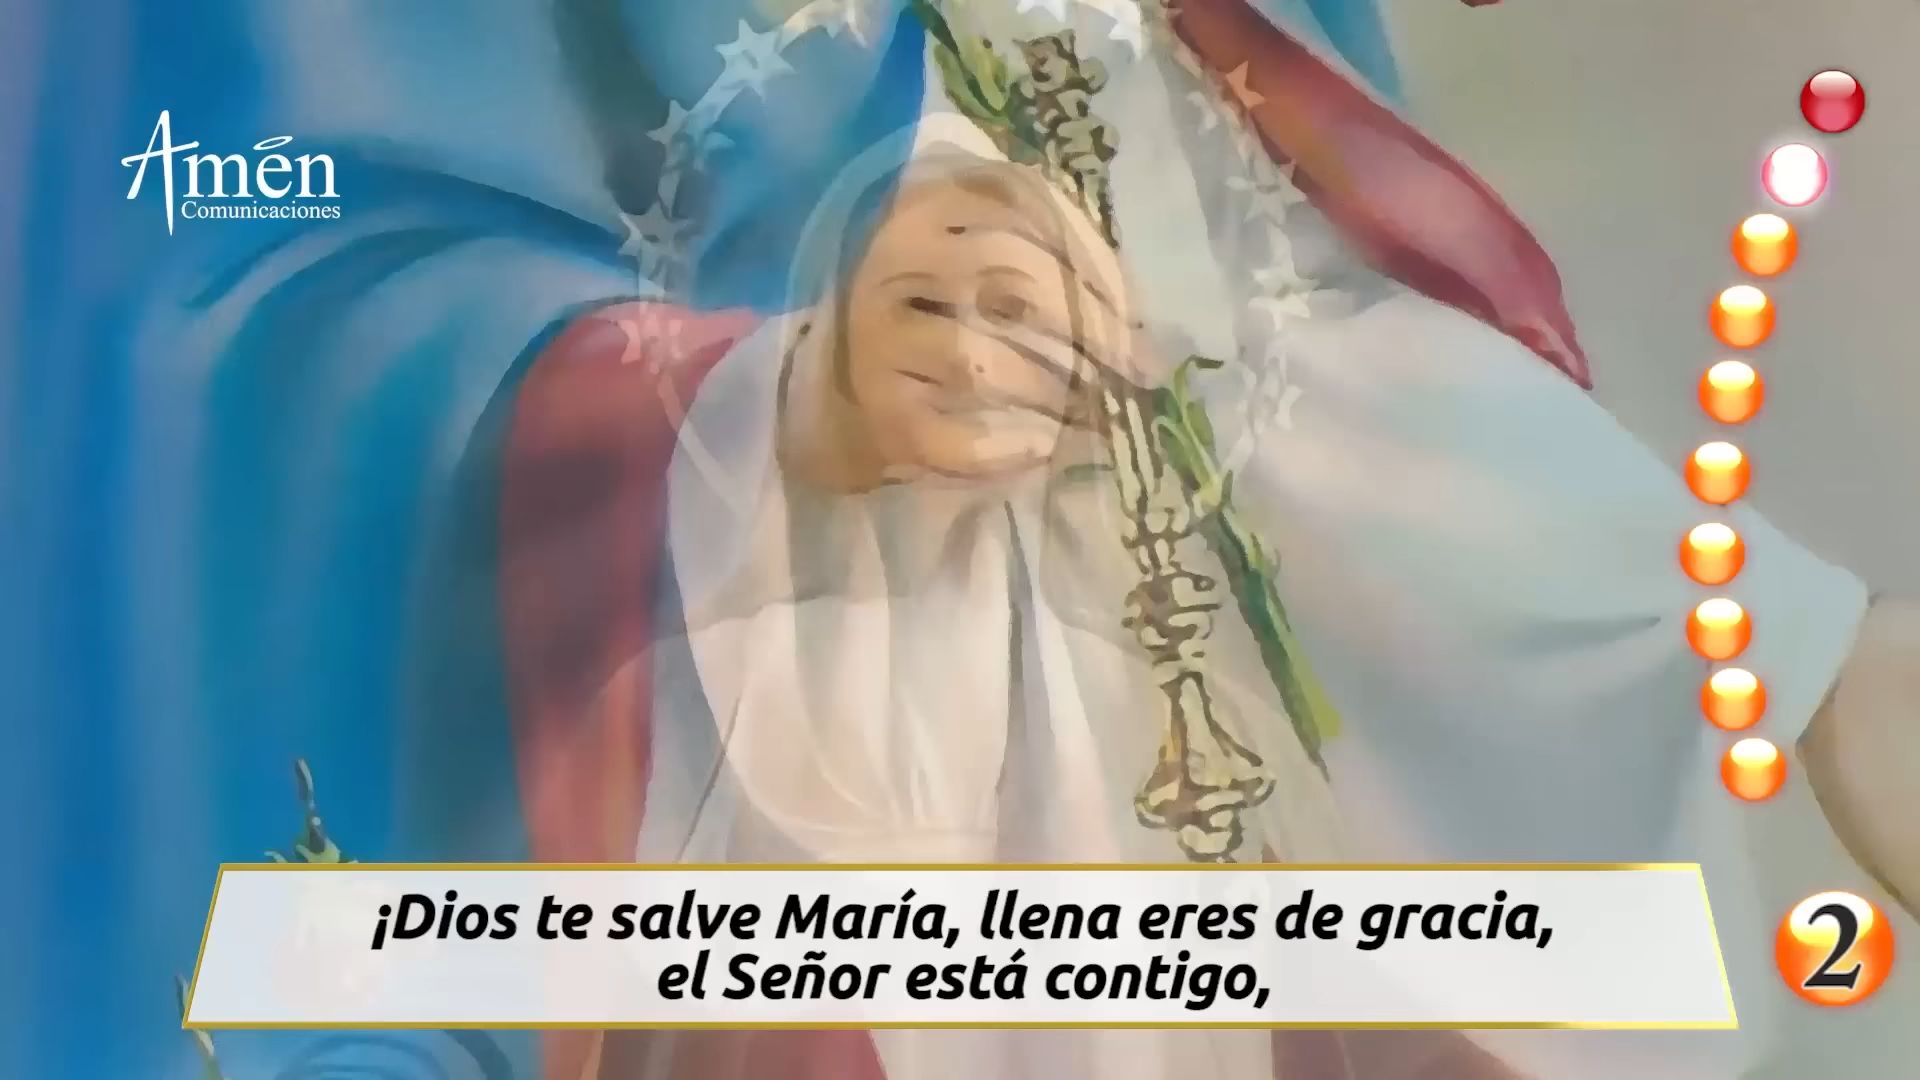 Amén
Comunicaciones
¡Dios te salve María, llena eres de gracia,
el Señor está contigo,
2